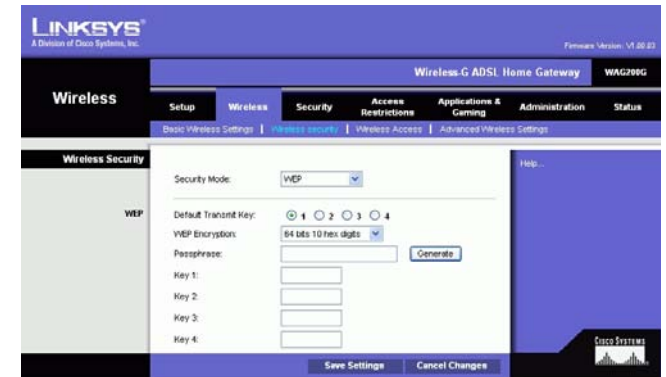 LINKSYS®
A Division of Cisco Systems, Inc.
Firmware Version: V1.00.03
Wireless-G ADSL Home Gateway WAG200G
Wireless
Setup Wireless Security Access Restrictions Applications & Gaming Administration Status
Basic Wireless Settings | Wireless security | Wireless Access | Advanced Wireless Settings
Wireless Security
Help...
Security Mode: WEP
WEP
Default Transmit Key: 1 2 3 4
WEP Encryption: 64 bits 10 hex digits
Passphrase: Generate
Key 1:
Key 2:
Key 3:
Key 4:
CISCO SYSTEMS
Save Settings Cancel Changes